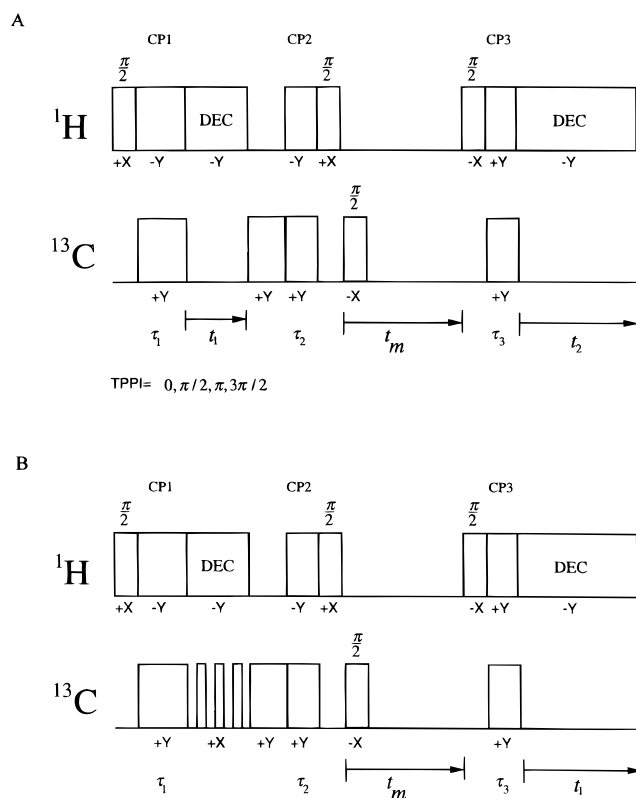 A
CP1 CP2 CP3
π/2 π/2 π/2
¹H DEC DEC
+X -Y -Y -Y +X -X +Y -Y
π/2
¹³C
+Y +Y +Y -X +Y
τ₁ t₁ τ₂ t_m τ₃ t₂
TPPI= 0, π/2, π, 3π/2
B
CP1 CP2 CP3
π/2 π/2 π/2
¹H DEC DEC
+X -Y -Y -Y +X -X +Y -Y
π/2
¹³C
+Y +X +Y +Y -X +Y
τ₁ τ₂ t_m τ₃ t₁